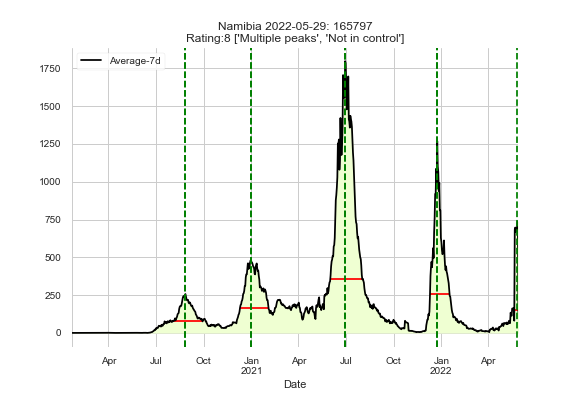 Namibia 2022-05-29: 165797
Rating:8 ['Multiple peaks', 'Not in control']
Average-7d
1750
1500
1250
1000
750
500
250
0
Apr Jul Oct Jan Apr Jul Oct Jan Apr
2021 2022
Date